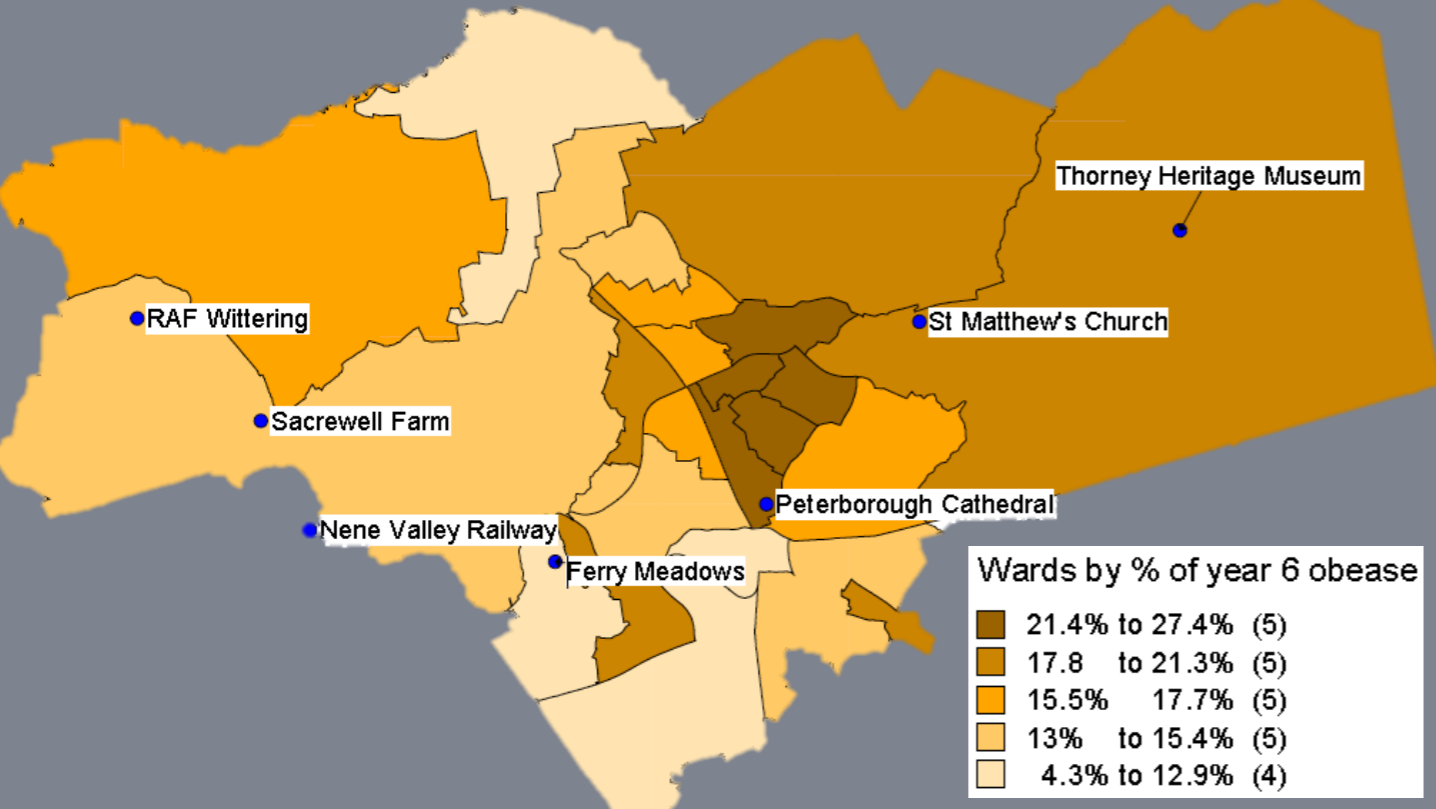 Thorney Heritage Museum
RAF Wittering
St Matthew's Church
Sacrewell Farm
Peterborough Cathedral
Nene Valley Railway
Ferry Meadows
Wards by % of year 6 obease
21.4% to 27.4% (5)
17.8 to 21.3% (5)
15.5% 17.7% (5)
13% to 15.4% (5)
4.3% to 12.9% (4)